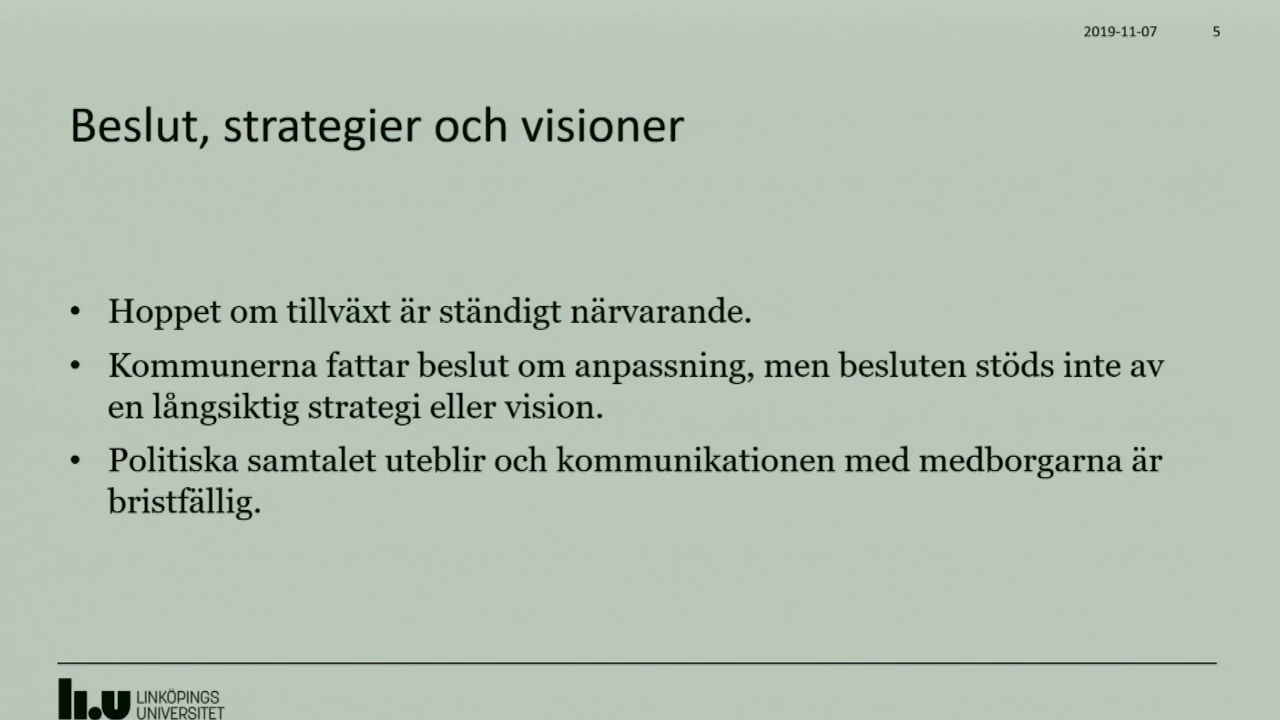 2019-11-07 5
Beslut, strategier och visioner
• Hoppet om tillväxt är ständigt närvarande.
• Kommunerna fattar beslut om anpassning, men besluten stöds inte av
en långsiktig strategi eller vision.
• Politiska samtalet uteblir och kommunikationen med medborgarna är
bristfällig.
li.u LINKÖPINGS
UNIVERSITET